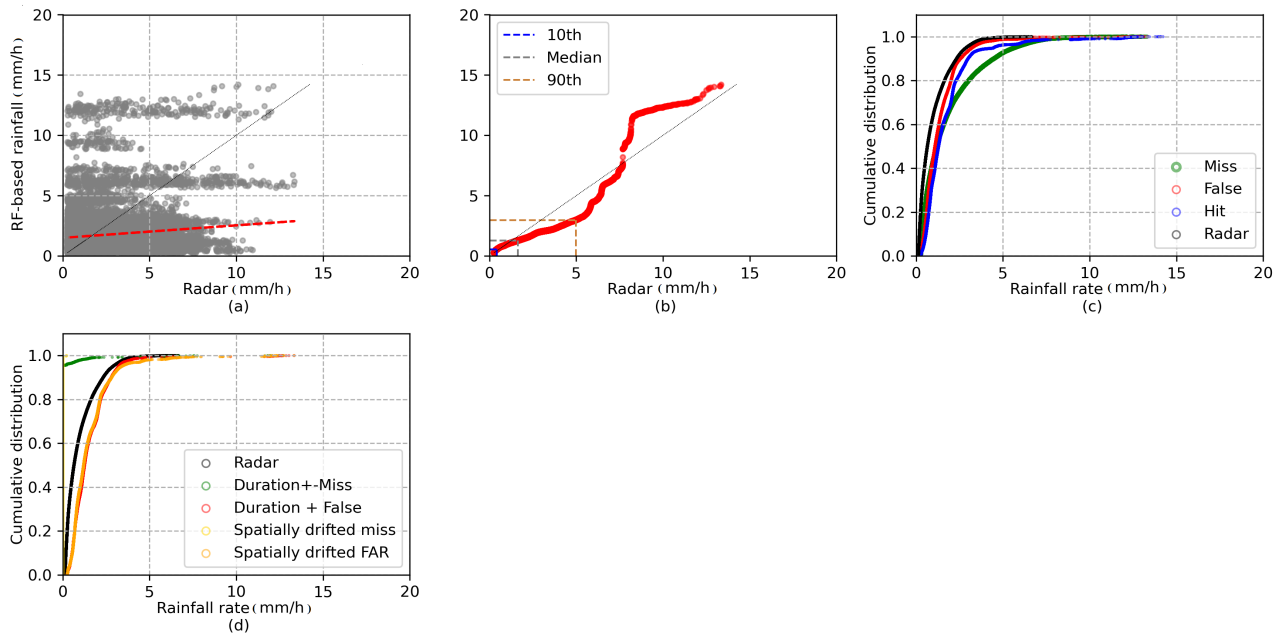 20
15
10
5
0
RF-based rainfall (mm/h)
0 5 10 15 20
Radar (mm/h)
(a)
20
15
10
5
0
10th
Median
90th
0 5 10 15 20
Radar (mm/h)
(b)
1.0
0.8
0.6
0.4
0.2
0.0
Cumulative distribution
Miss
False
Hit
Radar
0 5 10 15 20
Rainfall rate (mm/h)
(c)
1.0
0.8
0.6
0.4
0.2
0.0
Cumulative distribution
Radar
Duration+-Miss
Duration + False
Spatially drifted miss
Spatially drifted FAR
0 5 10 15 20
Rainfall rate (mm/h)
(d)